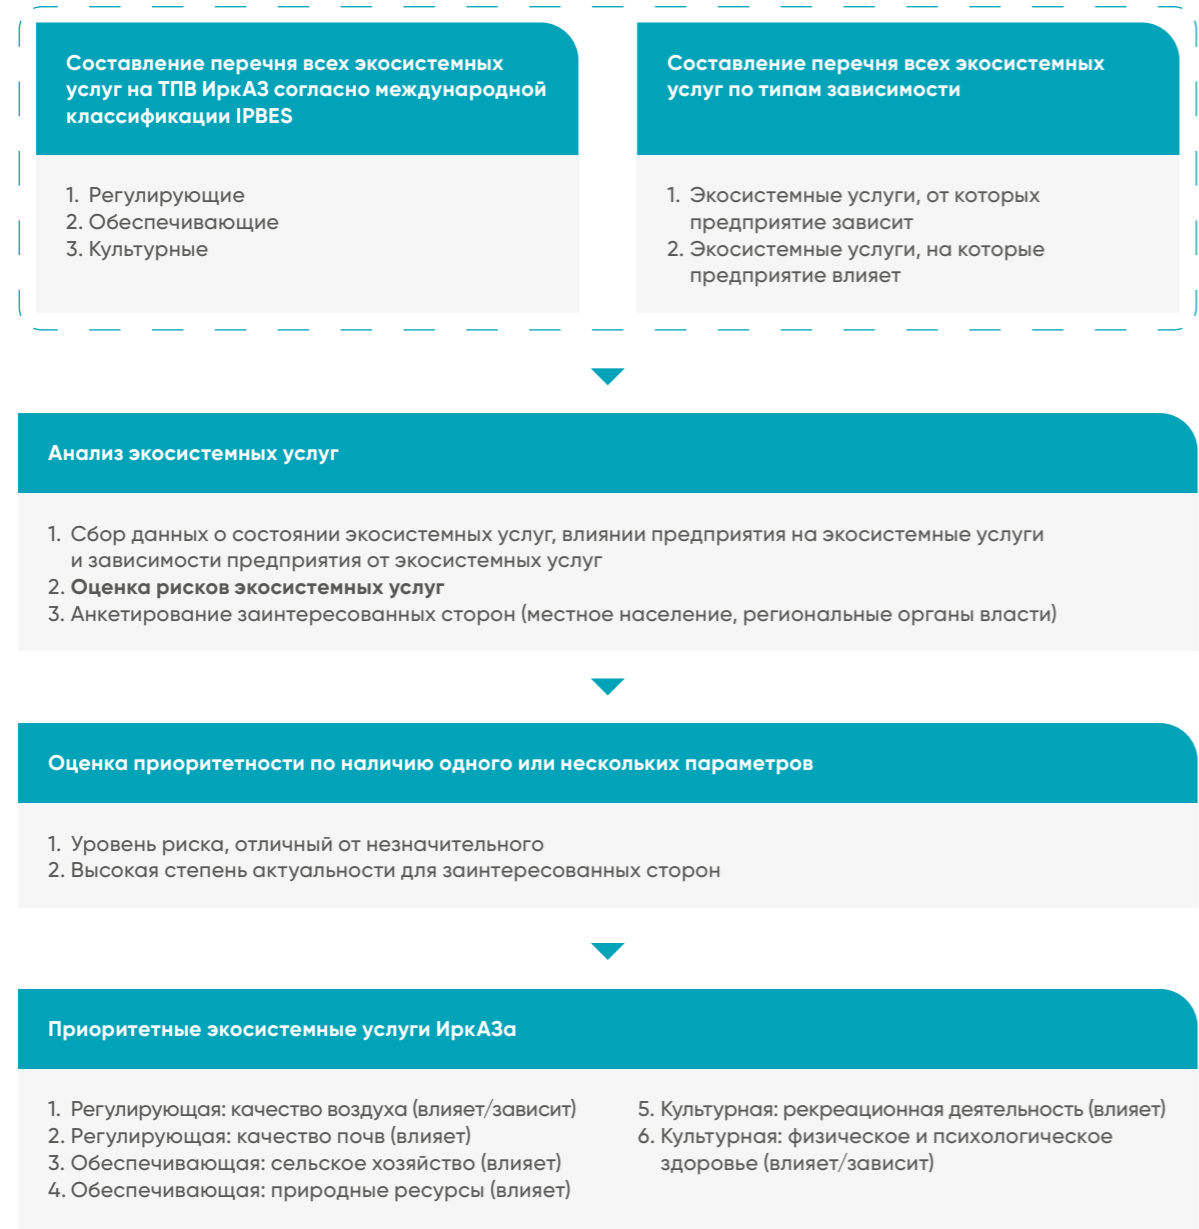 Составление перечня всех экосистемных
услуг на ТПВ ИркАЗ согласно международной
классификации IPBES
1. Регулирующие
2. Обеспечивающие
3. Культурные
Составление перечня всех экосистемных
услуг по типам зависимости
1. Экосистемные услуги, от которых
предприятие зависит
2. Экосистемные услуги, на которые
предприятие влияет
Анализ экосистемных услуг
1. Сбор данных о состоянии экосистемных услуг, влиянии предприятия на экосистемные услуги
и зависимости предприятия от экосистемных услуг
2. Оценка рисков экосистемных услуг
3. Анкетирование заинтересованных сторон (местное население, региональные органы власти)
Оценка приоритетности по наличию одного или нескольких параметров
1. Уровень риска, отличный от незначительного
2. Высокая степень актуальности для заинтересованных сторон
Приоритетные экосистемные услуги ИркАЗа
1. Регулирующая: качество воздуха (влияет/зависит)
2. Регулирующая: качество почв (влияет)
3. Обеспечивающая: сельское хозяйство (влияет)
4. Обеспечивающая: природные ресурсы (влияет)
5. Культурная: рекреационная деятельность (влияет)
6. Культурная: физическое и психологическое
здоровье (влияет/зависит)